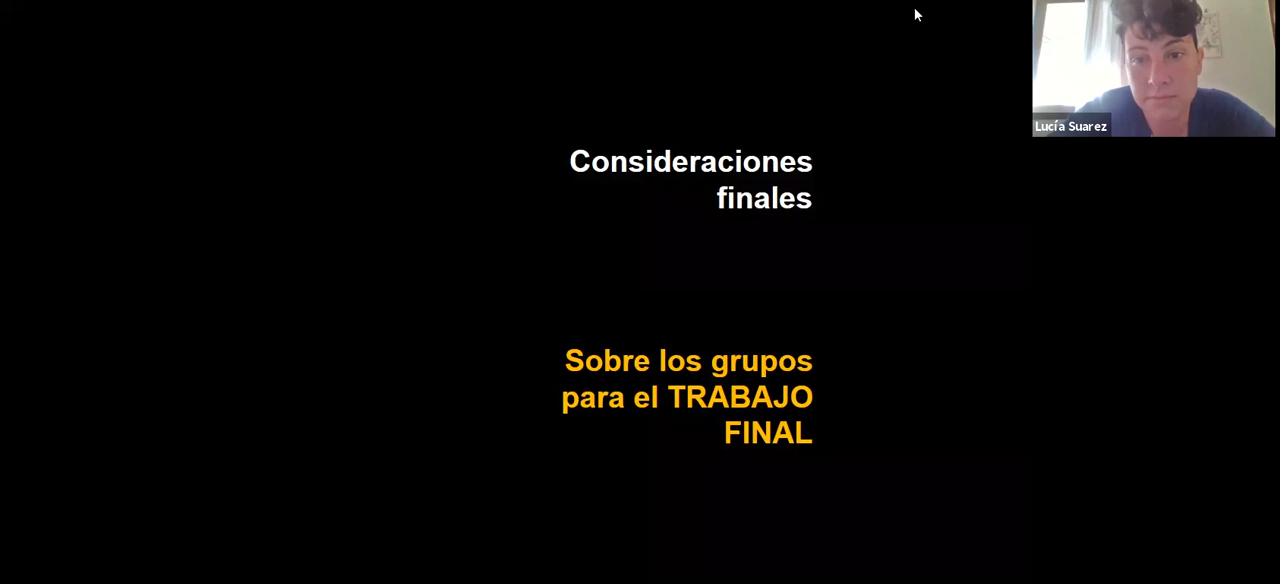 Consideraciones
finales
Lucía Suarez
Sobre los grupos
para el TRABAJO
FINAL